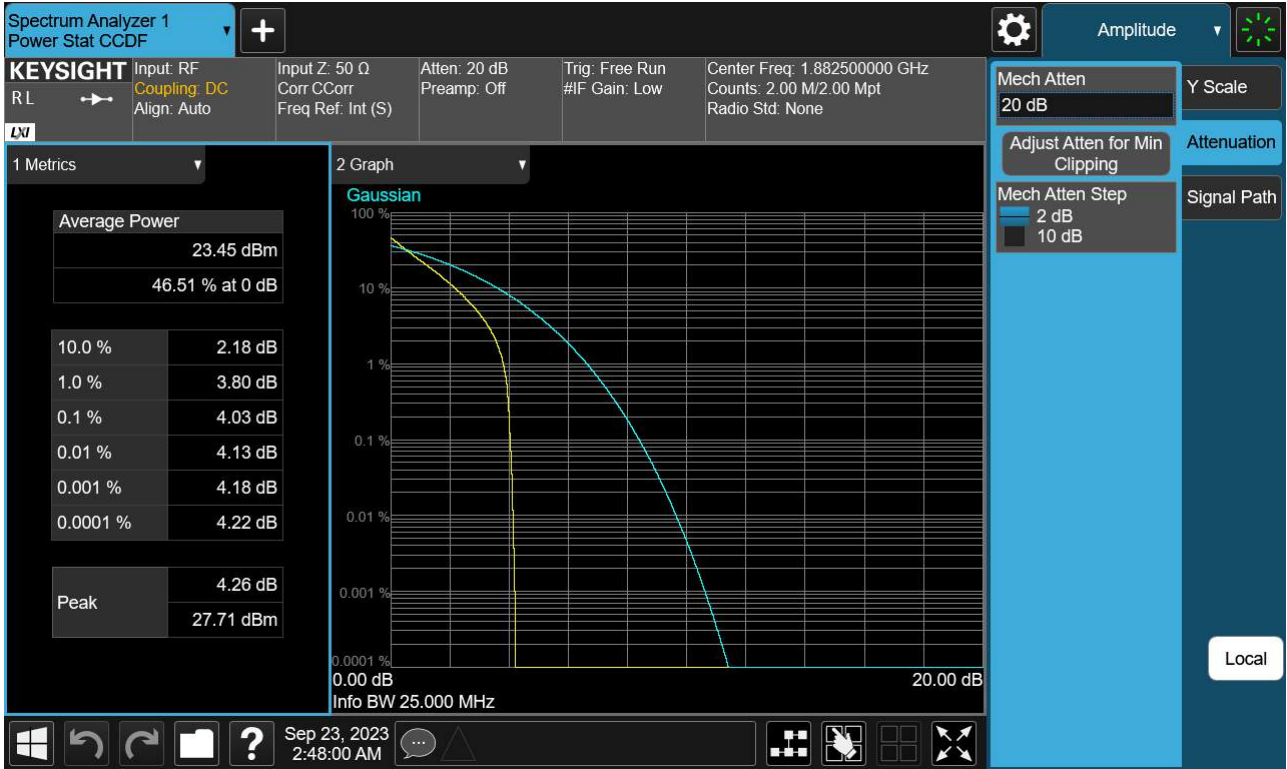 Spectrum Analyzer 1
Power Stat CCDF
+
Amplitude
KEYSIGHT
R L
LXI
Input: RF
Coupling: DC
Align: Auto
Input Z: 50 Ω
Corr CCorr
Freq Ref: Int (S)
Atten: 20 dB
Preamp: Off
Trig: Free Run
#IF Gain: Low
Center Freq: 1.882500000 GHz
Counts: 2.00 M/2.00 Mpt
Radio Std: None
1 Metrics
Average Power
23.45 dBm
46.51 % at 0 dB
10.0 % 2.18 dB
1.0 % 3.80 dB
0.1 % 4.03 dB
0.01 % 4.13 dB
0.001 % 4.18 dB
0.0001 % 4.22 dB
Peak
4.26 dB
27.71 dBm
2 Graph
Gaussian
100 %
10 %
1 %
0.1 %
0.01 %
0.001 %
0.0001 %
0.00 dB 20.00 dB
Info BW 25.000 MHz
Mech Atten
20 dB
Adjust Atten for Min
Clipping
Mech Atten Step
2 dB
10 dB
Y Scale
Attenuation
Signal Path
Local
?
Sep 23, 2023
2:48:00 AM